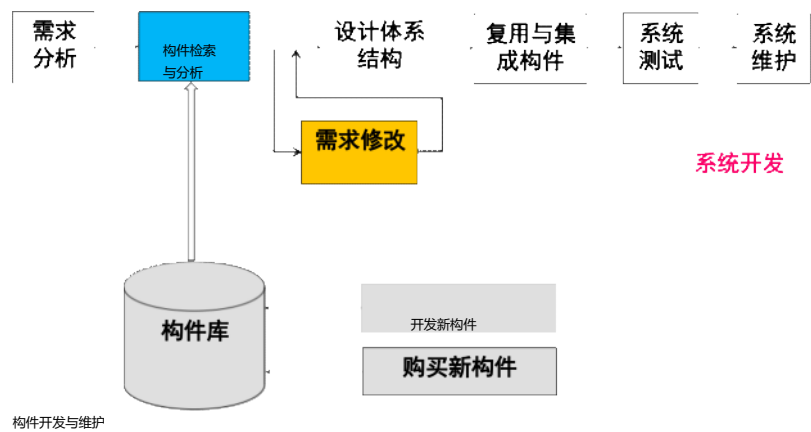 需求
分析
构件检索
与分析
设计体系
结构
复用与集
成构件
系统
测试
系统
维护
需求修改
系统开发
构件库
开发新构件
购买新构件
构件开发与维护